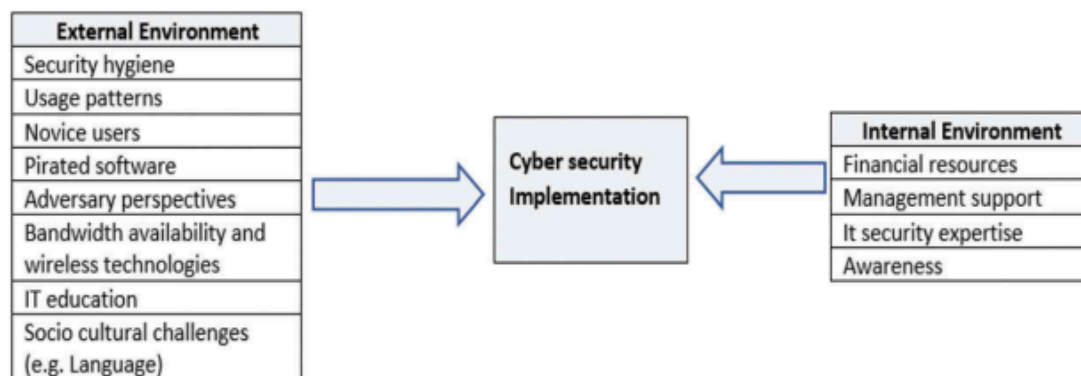 External Environment
Security hygiene
Usage patterns
Novice users
Pirated software
Adversary perspectives
Bandwidth availability and
wireless technologies
IT education
Socio cultural challenges
(e.g. Language)
Cyber security
Implementation
Internal Environment
Financial resources
Management support
It security expertise
Awareness